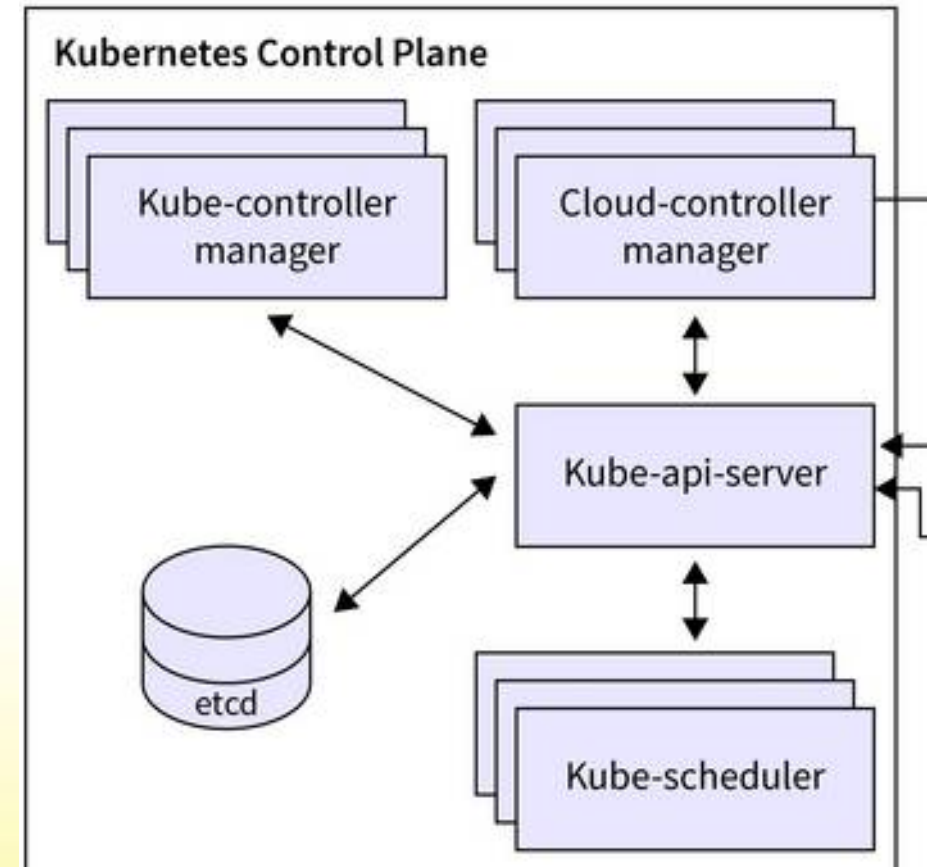 Kubernetes Control Plane
Kube-controller
manager
Cloud-controller
manager
Kube-api-server
etcd
Kube-scheduler